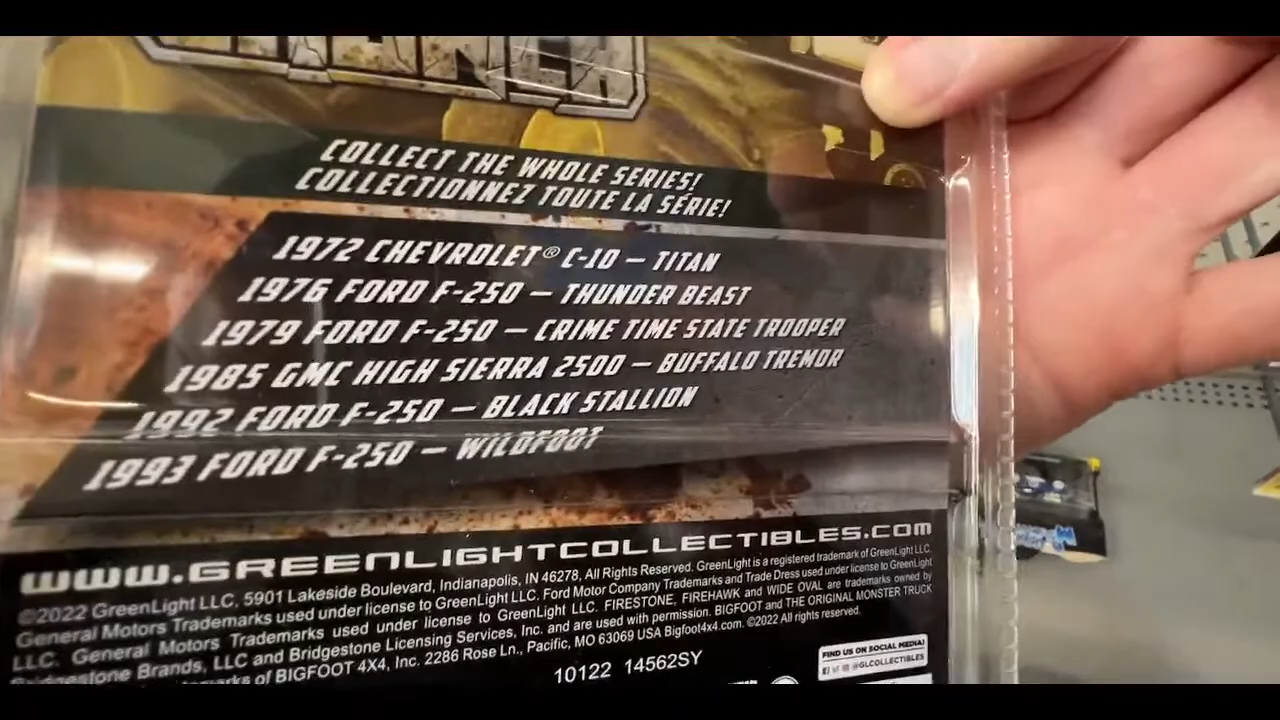 COLLECT THE WHOLE SERIES!
COLLECTIONNEZ TOUTE LA SÉRIE!
1972 CHEVROLET® C-10 – TITAN
1976 FORD F-250 – THUNDER BEAST
1979 FORD F-250 – CRIME TIME STATE TROOPER
1985 GMC HIGH SIERRA 2500 – BUFFALO TREMOR
1992 FORD F-250 – BLACK STALLION
1993 FORD F-250 – WILDFOOT
WWW.GREENLIGHTCOLLECTIBLES.COM
©2022 GreenLight LLC, 5901 Lakeside Boulevard, Indianapolis, IN 46278, All Rights Reserved. GreenLight is a registered trademark of GreenLight LLC.
General Motors Trademarks used under license to GreenLight LLC. Ford Motor Company Trademarks and Trade Dress used under license to GreenLight
LLC. General Motors Trademarks used under license to GreenLight LLC. FIRESTONE, FIREHAWK and WIDE OVAL are trademarks owned by
Bridgestone Brands, LLC and Bridgestone Licensing Services, Inc. and are used with permission. BIGFOOT and THE ORIGINAL MONSTER TRUCK
of BIGFOOT 4X4, Inc. 2286 Rose Ln., Pacific, MO 63069 USA Bigfoot4x4.com. ©2022 All rights reserved.
10122 14562SY
FIND US ON SOCIAL MEDIA!
@GLCOLLECTIBLES